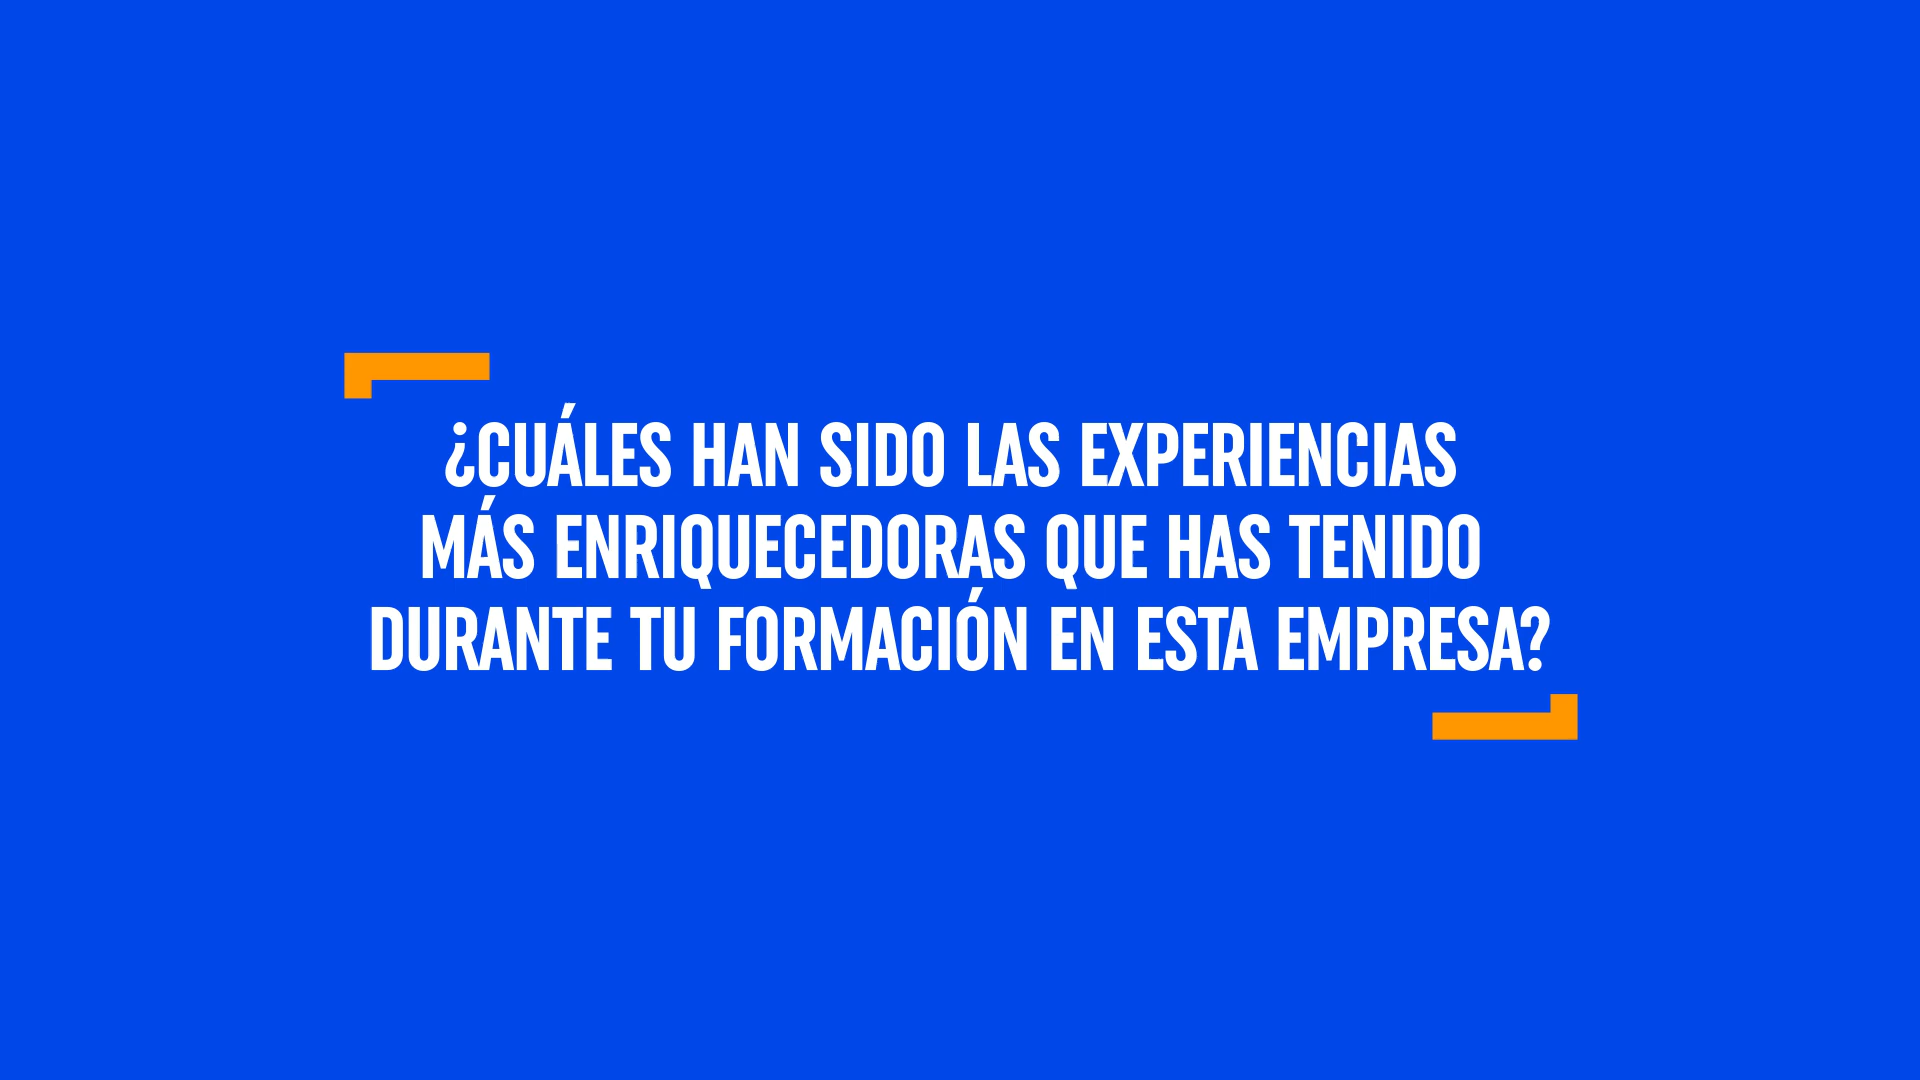 ¿CUÁLES HAN SIDO LAS EXPERIENCIAS
MÁS ENRIQUECEDORAS QUE HAS TENIDO
DURANTE TU FORMACIÓN EN ESTA EMPRESA?